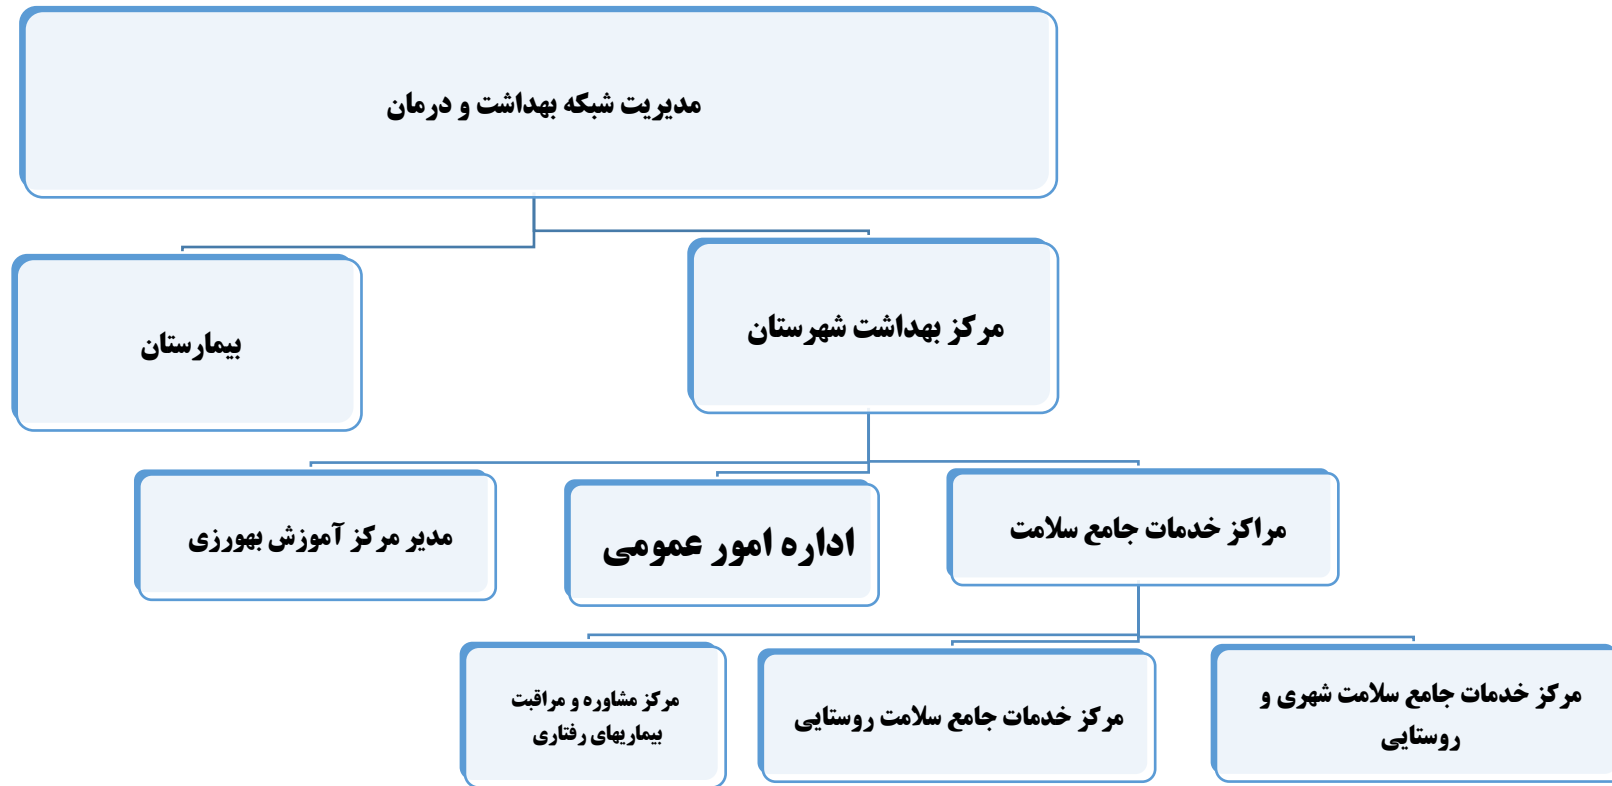 مدیریت شبکه بهداشت و درمان
مرکز بهداشت شهرستان
بیمارستان
مراکز خدمات جامع سلامت
اداره امور عمومی
مدیر مرکز آموزش بهورزی
مرکز خدمات جامع سلامت شهری و
روستایی
مرکز خدمات جامع سلامت روستایی
مرکز مشاوره و مراقبت
بیماریهای رفتاری